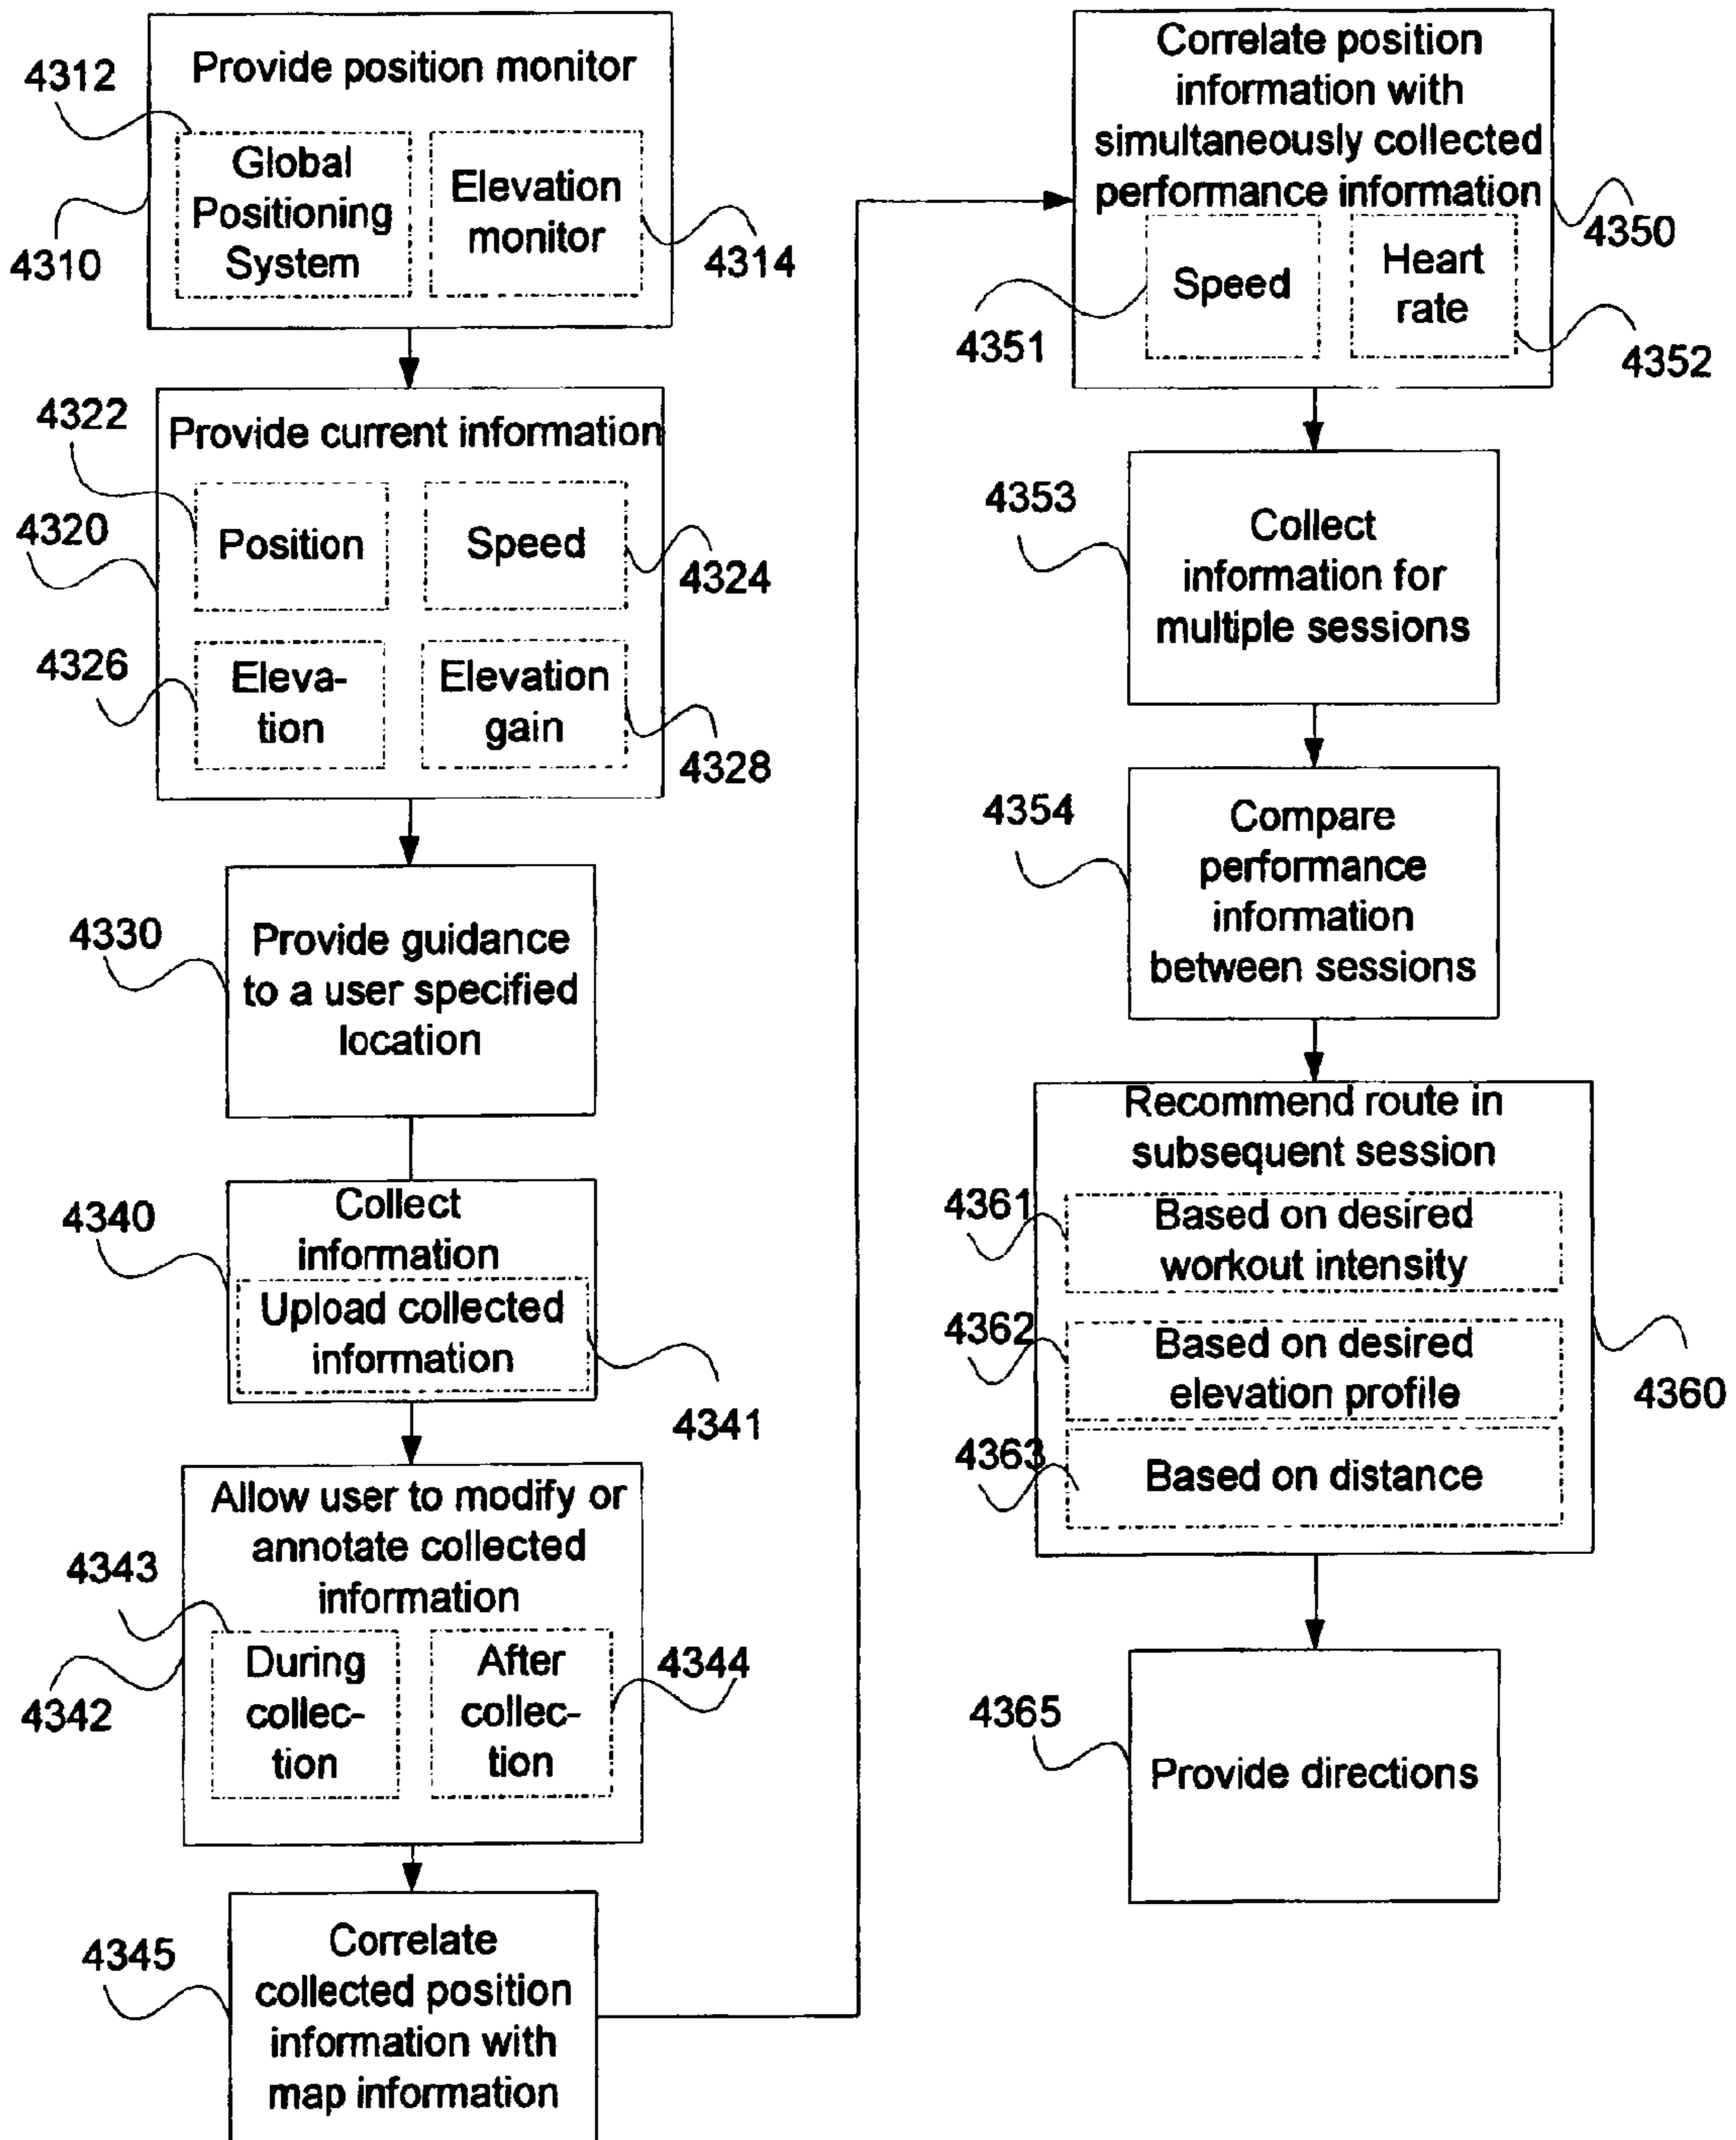 Provide position monitor
4312
Global
Positioning
System
Elevation
monitor
4310
4314
Provide current information
4322
4320
Position
Speed
4324
4326
Eleva-
tion
Elevation
gain
4328
4330
Provide guidance
to a user specified
location
4340
Collect
information
Upload collected
information
4341
Allow user to modify or
annotate collected
information
4343
4342
During
collec-
tion
After
collec-
tion
4344
4345
Correlate
collected position
information with
map information
Correlate position
information with
simultaneously collected
performance information
4350
4351
Speed
Heart
rate
4352
4353
Collect
information for
multiple sessions
4354
Compare
performance
information
between sessions
Recommend route in
subsequent session
4361
Based on desired
workout intensity
4362
Based on desired
elevation profile
4360
4363
Based on distance
4365
Provide directions